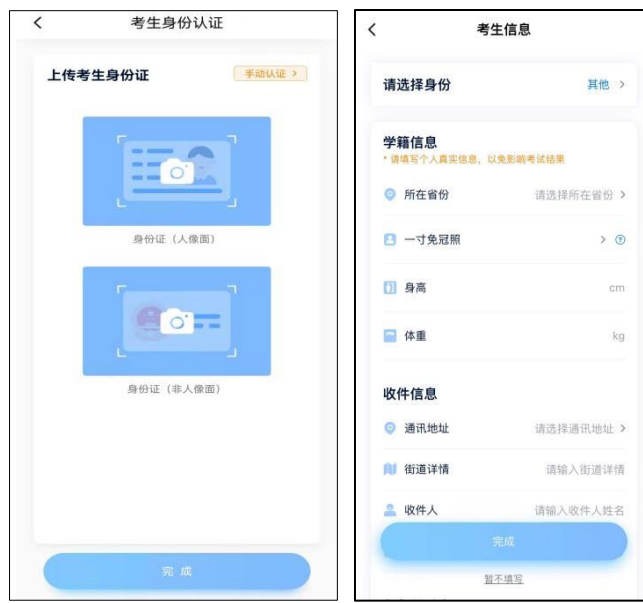 考生身份认证
上传考生身份证
手动认证 >
身份证（人像面）
身份证（非人像面）
完 成
考生信息
请选择身份
其他 >
学籍信息
* 请填写个人真实信息，以免影响考试结果
所在省份
请选择所在省份 >
一寸免冠照
身高
cm
体重
kg
收件信息
通讯地址
请选择通讯地址 >
街道详情
请输入街道详情
收件人
请输入收件人姓名
完成
暂不填写